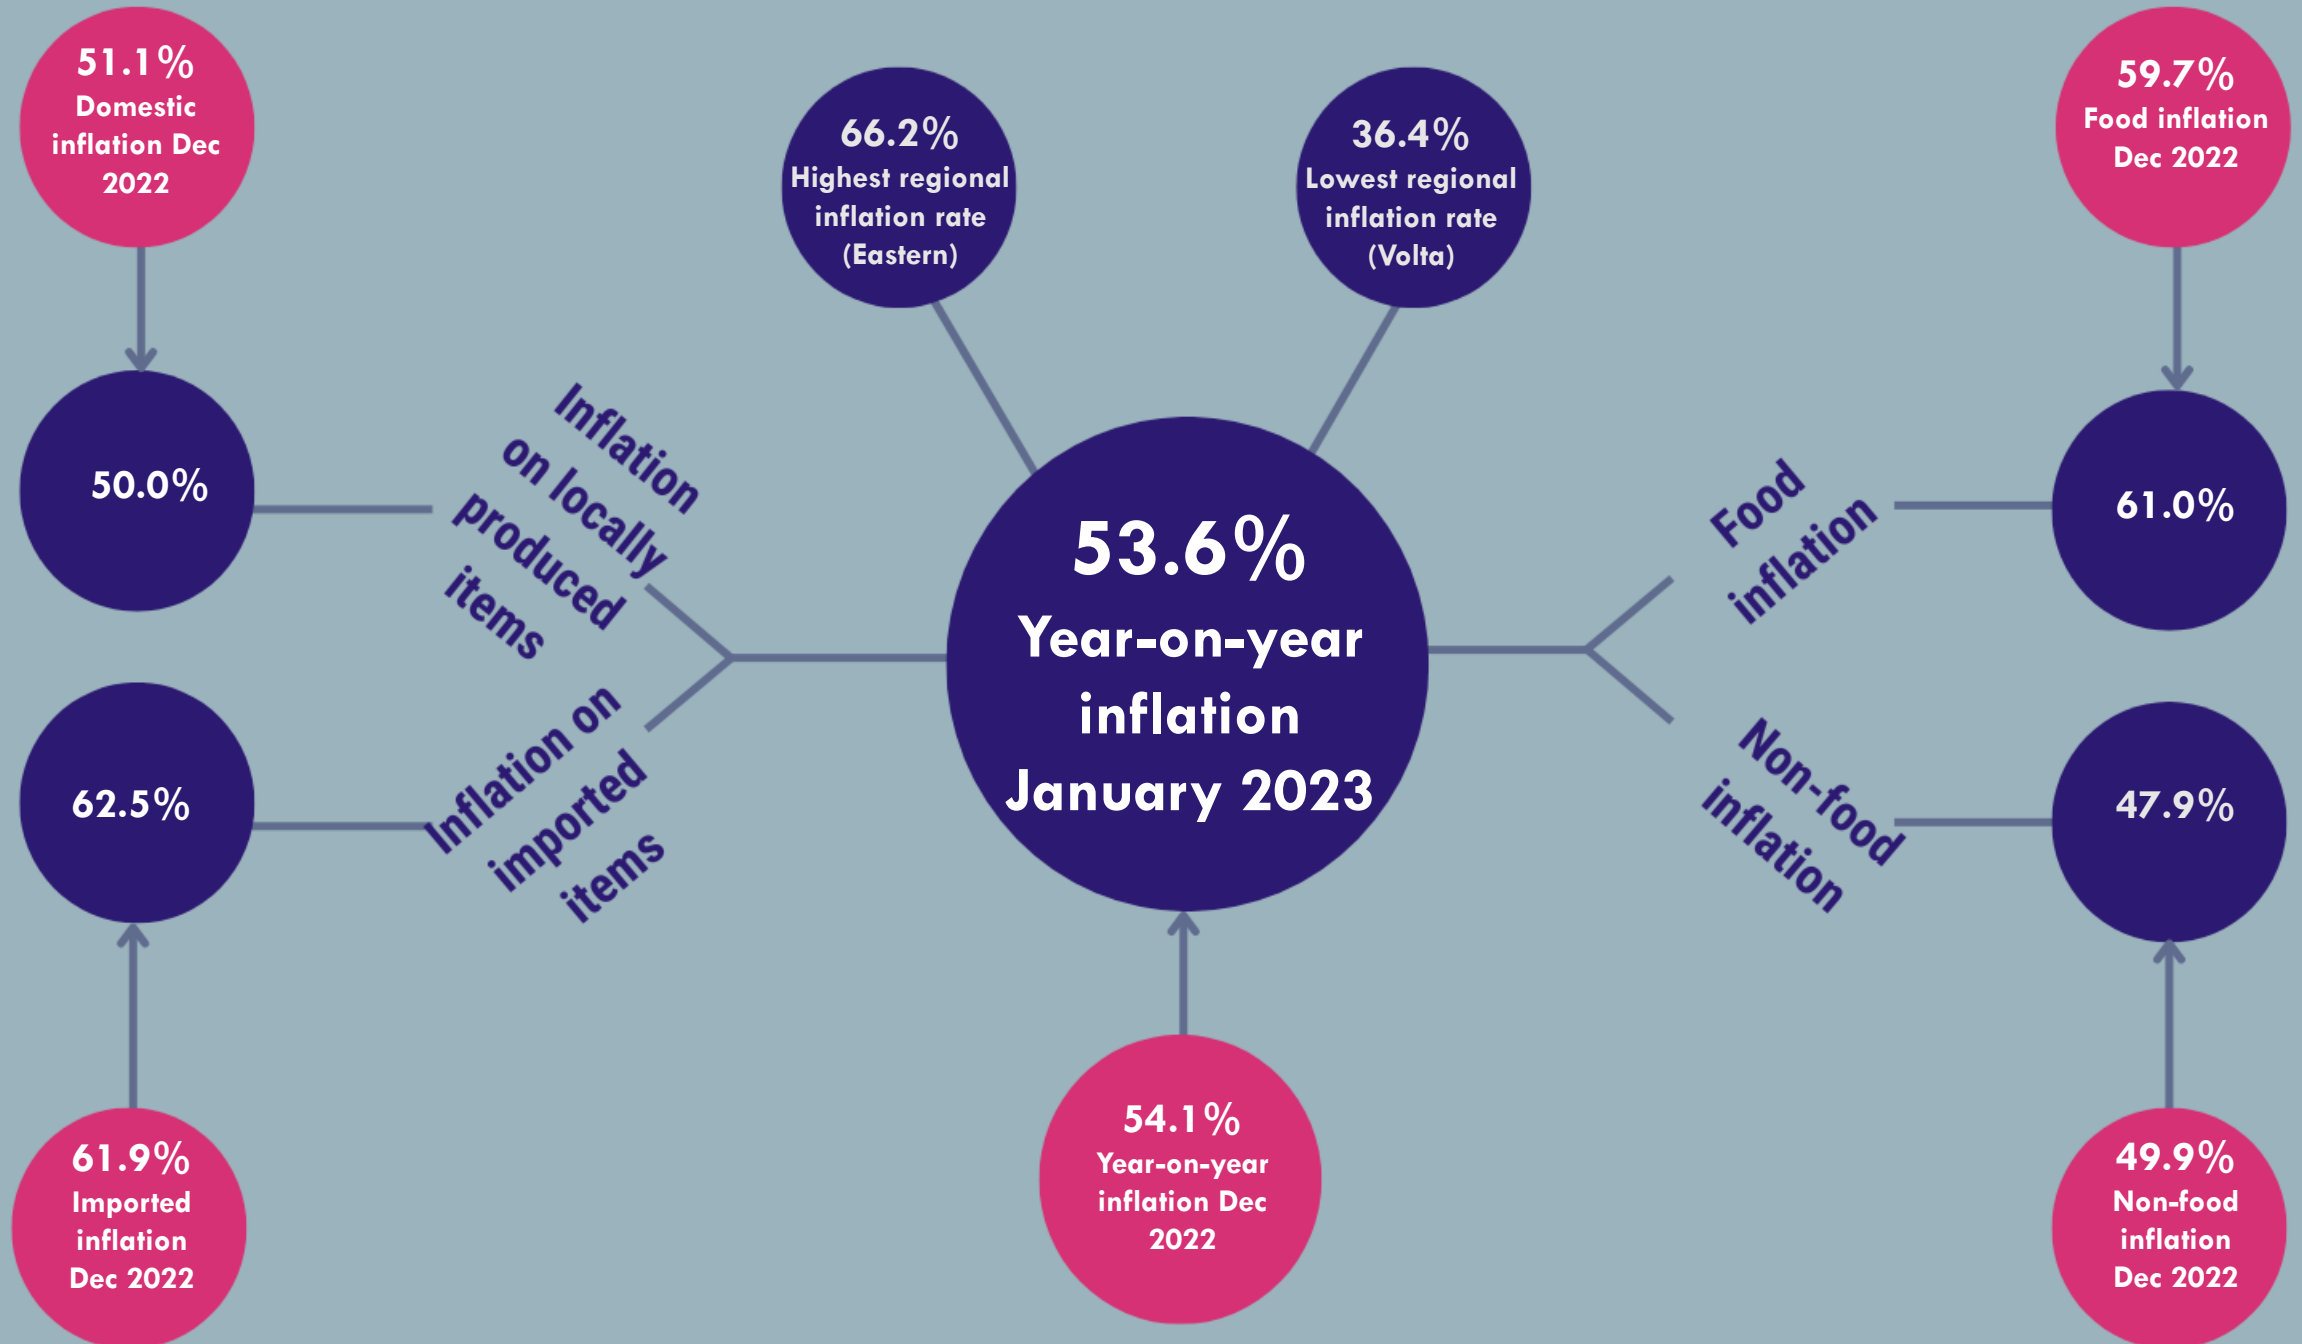 51.1%
Domestic
inflation Dec
2022
66.2%
Highest regional
inflation rate
(Eastern)
36.4%
Lowest regional
inflation rate
(Volta)
59.7%
Food inflation
Dec 2022
50.0%
Inflation
on locally
produced
items
53.6%
Year-on-year
inflation
January 2023
Food
inflation
61.0%
62.5%
Inflation on
imported
items
Non-food
inflation
47.9%
61.9%
Imported
inflation
Dec 2022
54.1%
Year-on-year
inflation Dec
2022
49.9%
Non-food
inflation
Dec 2022